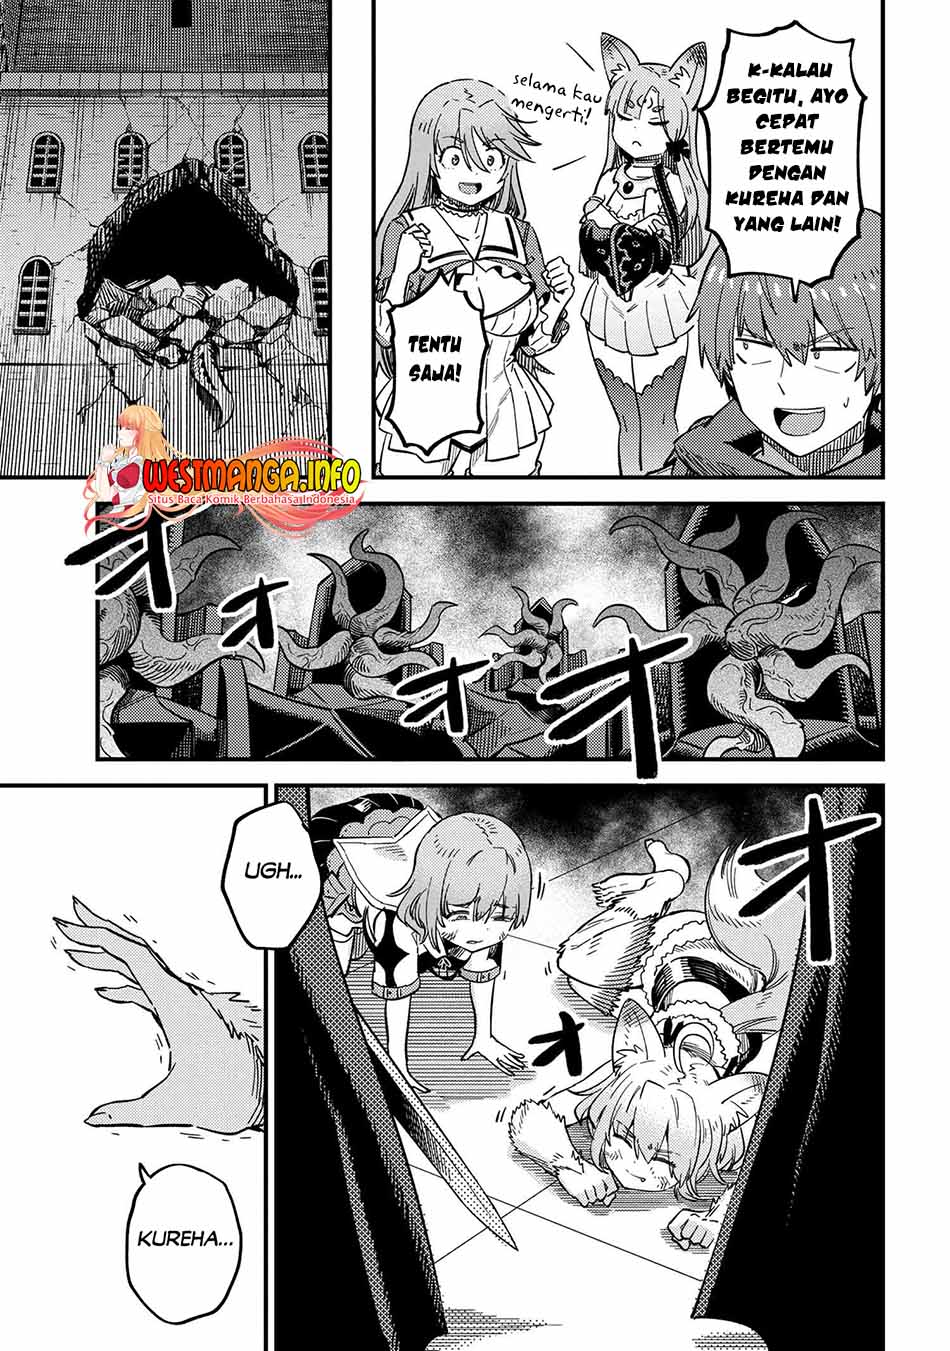 K-KALAU
BEGITU, AYO
CEPAT
BERTEMU
DENGAN
KUREHA DAN
YANG LAIN!
selama kau
mengerti!
TENTU
SAJA!
WESTMANGA.INFO
Situs Baca Komik Berbahasa Indonesia
オ
オ
オ
オ
オ
オ
UGH...
KUREHA...